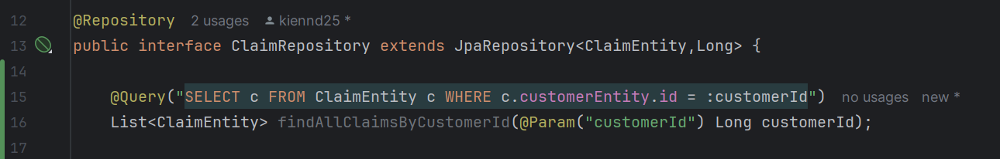 12 @Repository 2 usages kiennd25 *
13 public interface ClaimRepository extends JpaRepository<ClaimEntity,Long> {
14
15 @Query("SELECT c FROM ClaimEntity c WHERE c.customerEntity.id = :customerId") no usages new *
16 List<ClaimEntity> findAllClaimsByCustomerId(@Param("customerId") Long customerId);
17